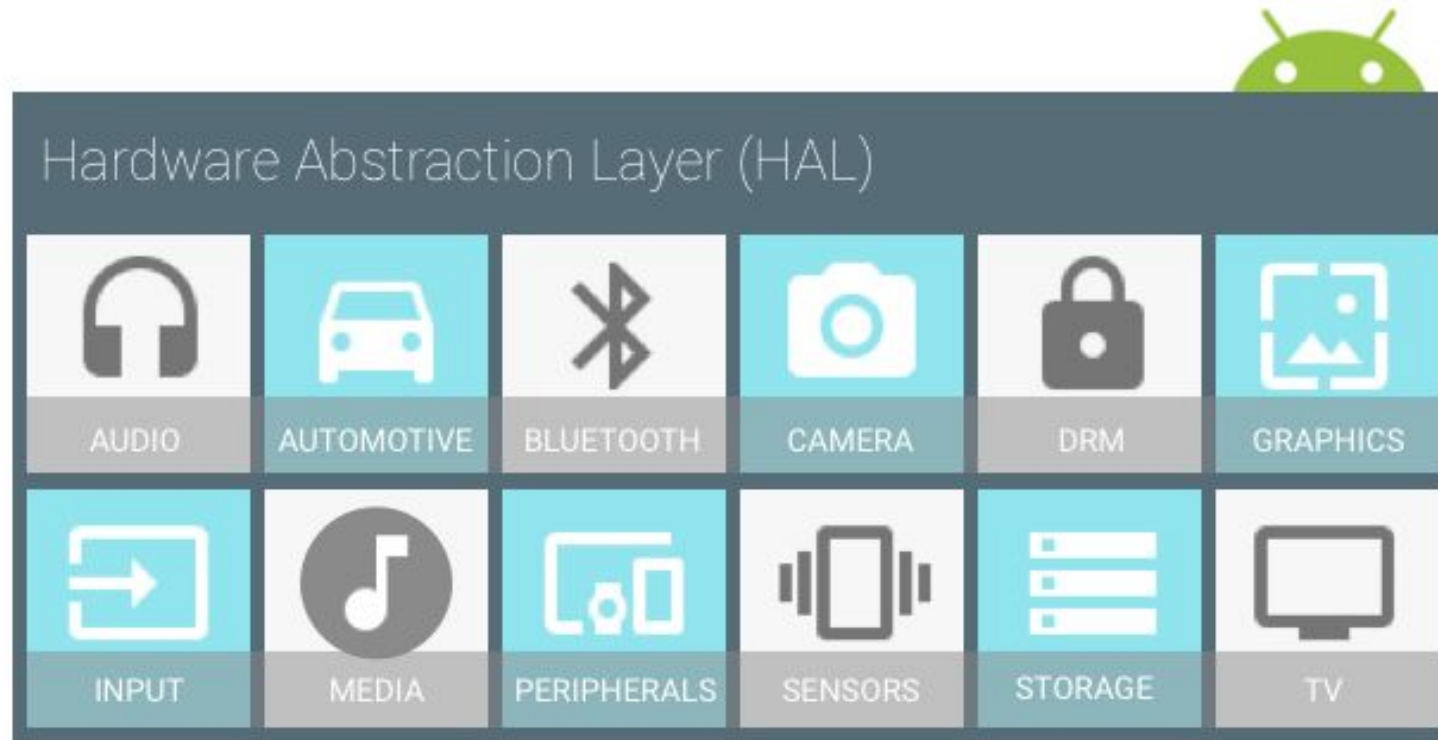 Hardware Abstraction Layer (HAL)
AUDIO AUTOMOTIVE BLUETOOTH CAMERA DRM GRAPHICS
INPUT MEDIA PERIPHERALS SENSORS STORAGE TV